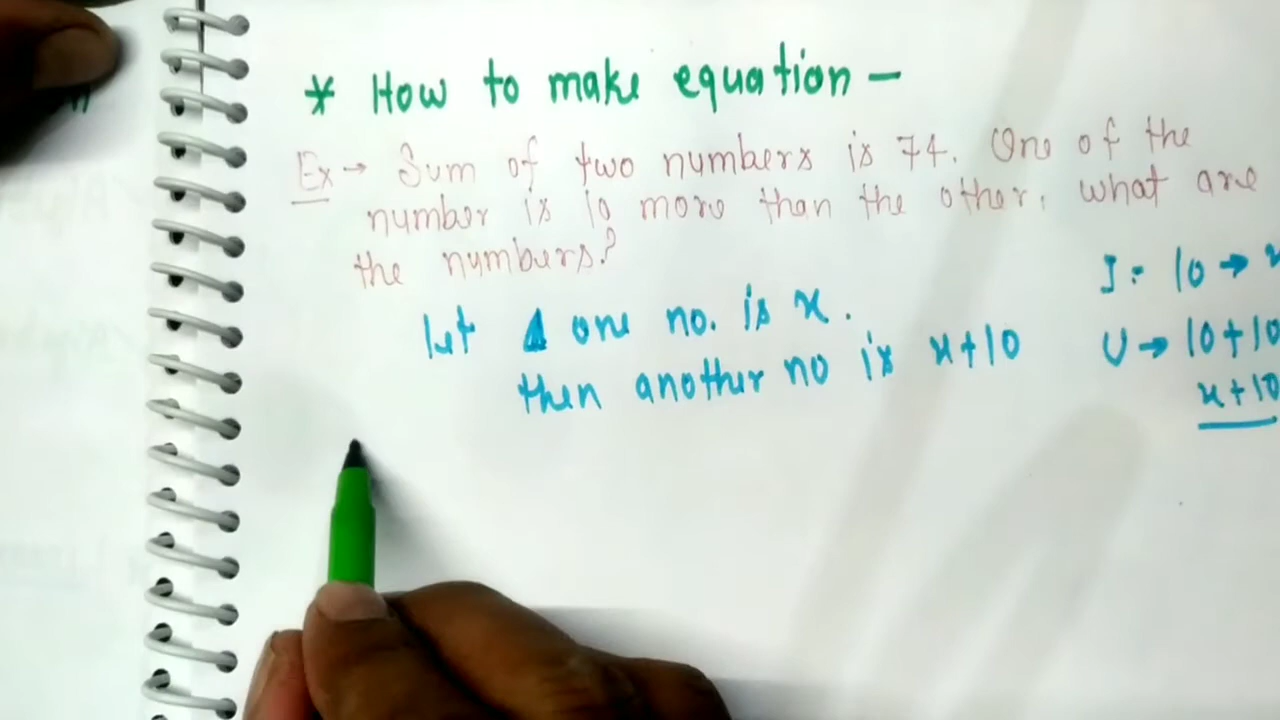 * How to make equation –
Ex → Sum of two numbers is 74. One of the
number is 10 more than the other. what are
the numbers?
let one no. is x.
then another no is x+10
I : 10 → x
U → 10+10
x+10